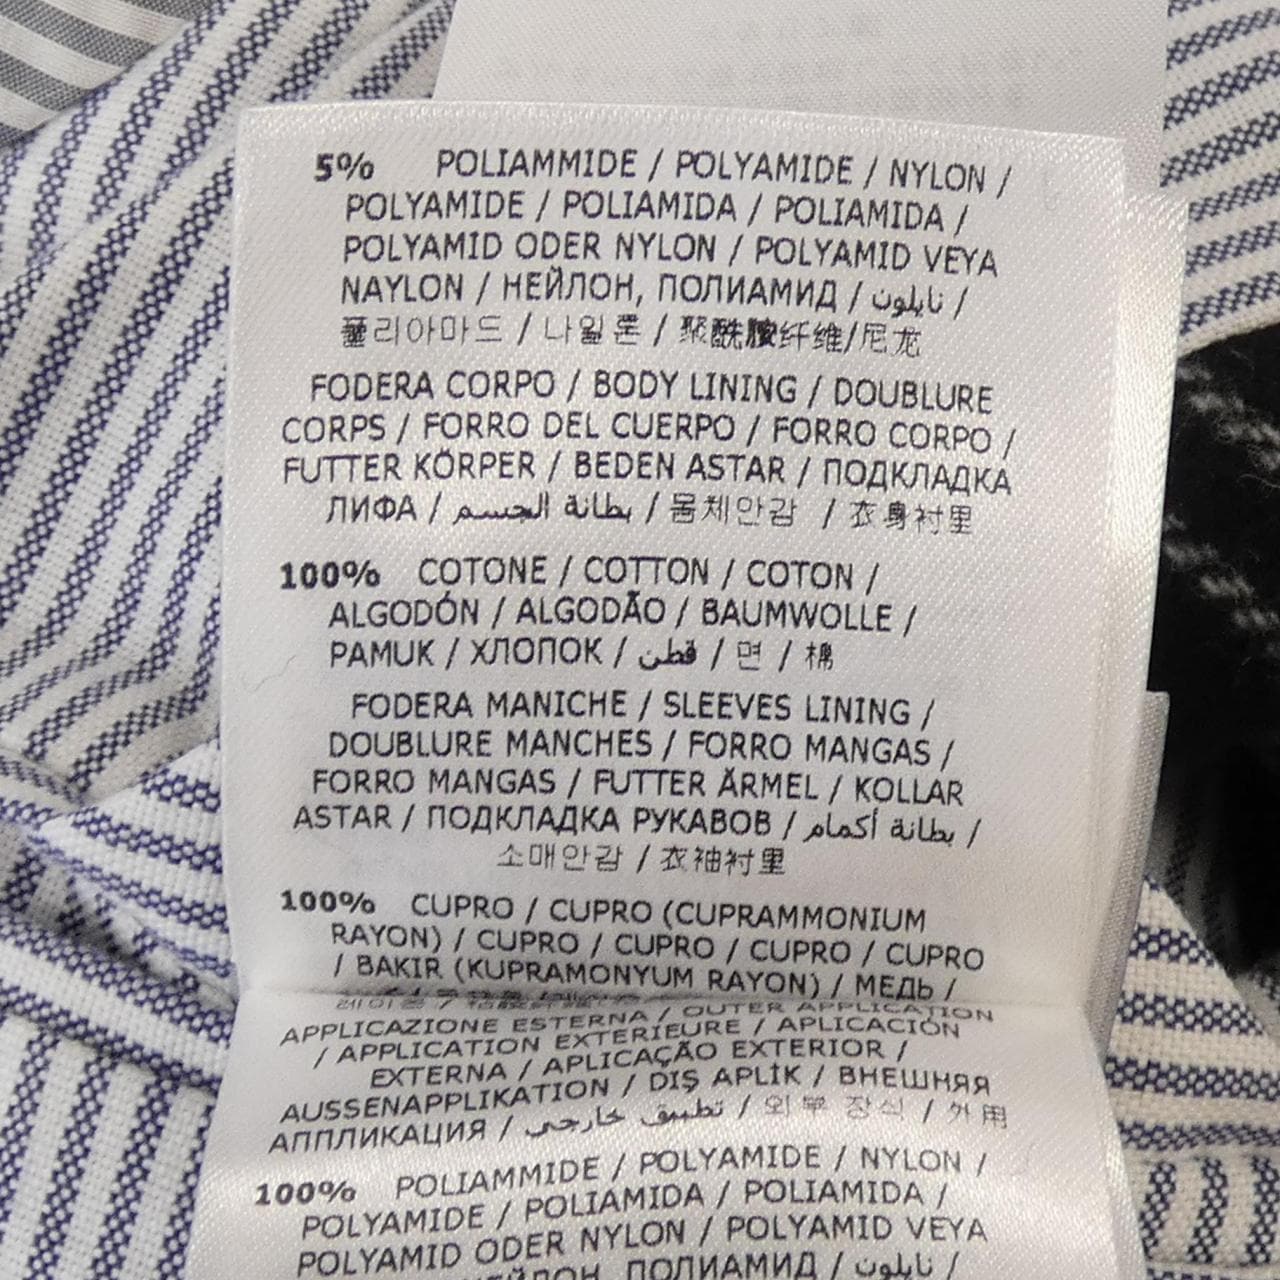 5% POLIAMMIDE / POLYAMIDE / NYLON /
POLYAMIDE / POLIAMIDA / POLIAMIDA /
POLYAMID ODER NYLON / POLYAMID VEYA
NAYLON / НЕЙЛОН, ПОЛИАМИД / نايلون /
폴리아마드 / 나일론 / 聚酰胺纤维/尼龙
FODERA CORPO / BODY LINING / DOUBLURE
CORPS / FORRO DEL CUERPO / FORRO CORPO /
FUTTER KÖRPER / BEDEN ASTAR / ПОДКЛАДКА
ЛИФА / بطانة الجسم / 몸체안감 / 衣身衬里
100% COTONE / COTTON / COTON /
ALGODÓN / ALGODÃO / BAUMWOLLE /
PAMUK / ХЛОПОК / قطن / 면 / 棉
FODERA MANICHE / SLEEVES LINING /
DOUBLURE MANCHES / FORRO MANGAS /
FORRO MANGAS / FUTTER ÄRMEL / KOLLAR
ASTAR / ПОДКЛАДКА РУКАВОВ / بطانة أكمام /
소매안감 / 衣袖衬里
100% CUPRO / CUPRO (CUPRAMMONIUM
RAYON) / CUPRO / CUPRO / CUPRO / CUPRO
/ BAKIR (KUPRAMONYUM RAYON) / МЕДЬ /
APPLICAZIONE ESTERNA / OUTER APPLICATION
/ APPLICATION EXTERIEURE / APLICACIÓN
EXTERNA / APLICAÇÃO EXTERIOR /
AUSSENAPPLIKATION / DIŞ APLİK / ВНЕШНЯЯ
АППЛИКАЦИЯ / تطبيق خارجي / 외부 장식 / 外用
100% POLIAMMIDE / POLYAMIDE / NYLON /
POLYAMIDE / POLIAMIDA / POLIAMIDA /
POLYAMID ODER NYLON / POLYAMID VEYA
НЕЙЛОН, ПОЛИАМИД / نايلون /